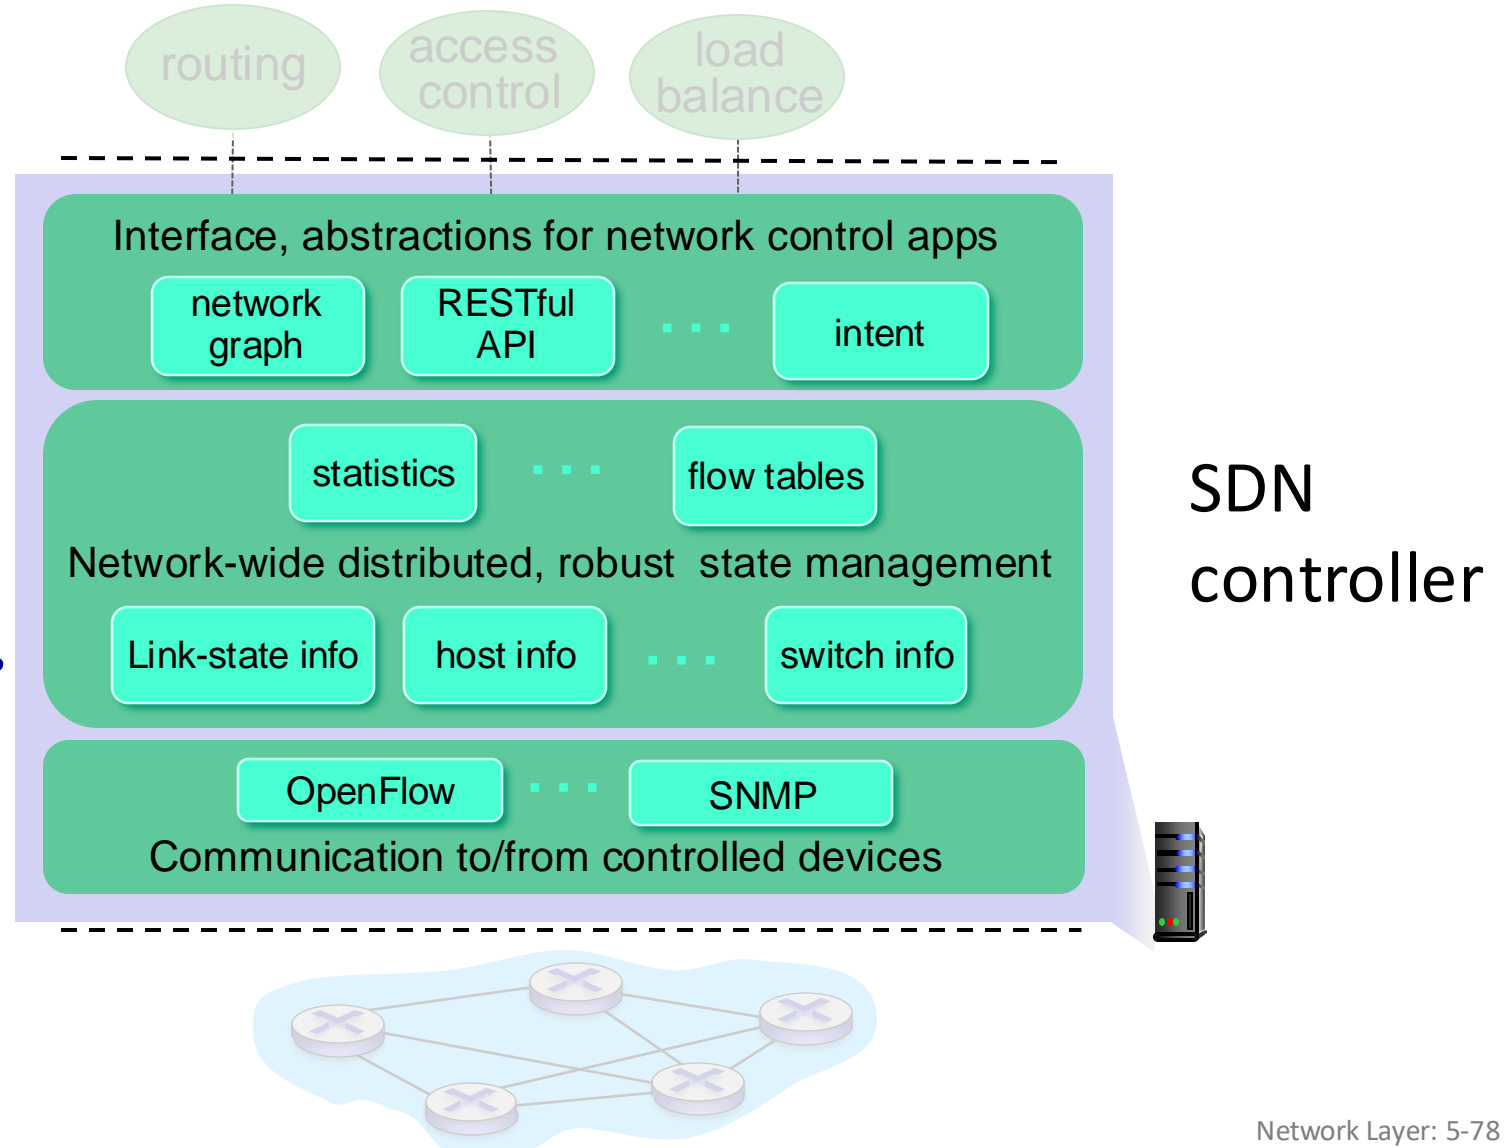 routing
access
control
load
balance
Interface, abstractions for network control apps
network
graph
RESTful
API
. . .
intent
statistics
. . .
flow tables
Network-wide distributed, robust  state management
Link-state info
host info
. . .
switch info
OpenFlow
. . .
SNMP
Communication to/from controlled devices
SDN
controller
Network Layer: 5-78